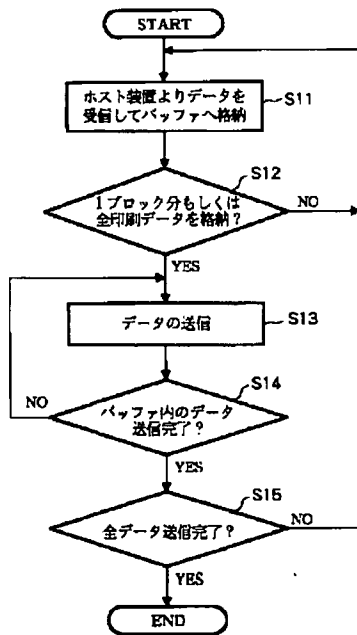 START
ホスト装置よりデータを
受信してバッファへ格納
S11
S12
1ブロック分もしくは
全印刷データを格納?
NO
YES
データの送信
S13
S14
バッファ内のデータ
送信完了?
NO
YES
S15
全データ送信完了?
NO
YES
END